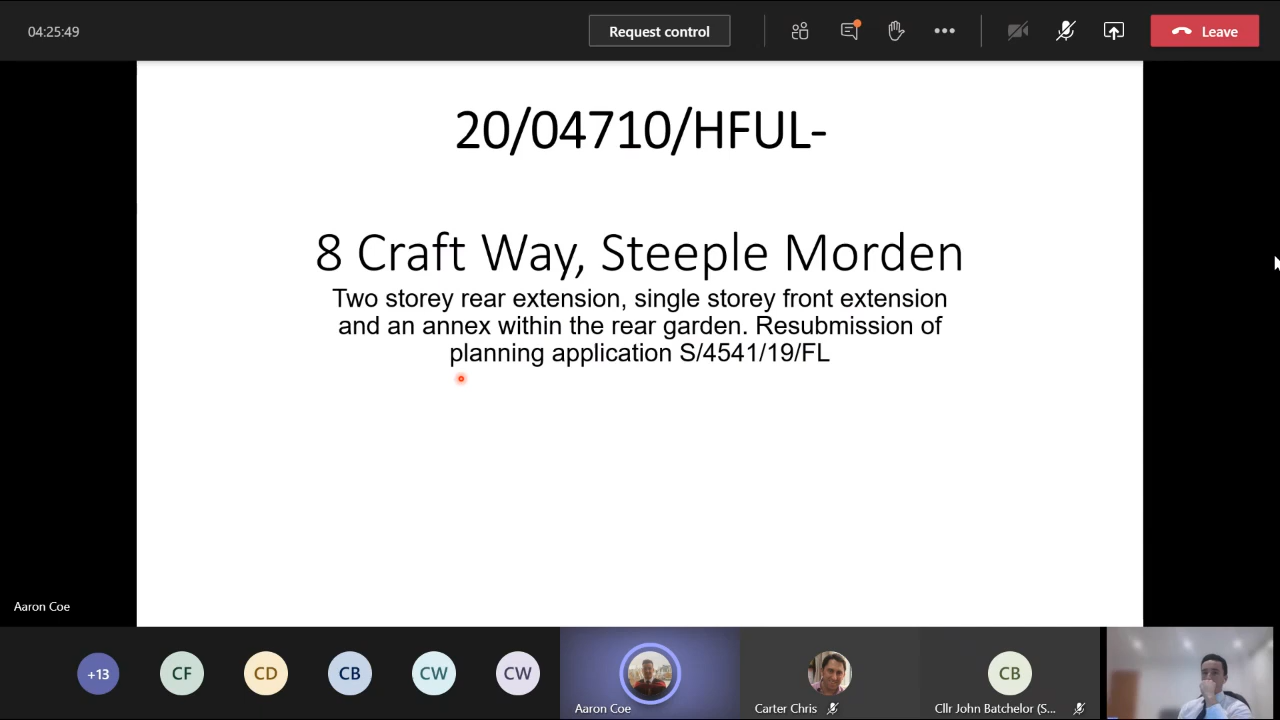 04:25:49
Request control
Leave
20/04710/HFUL-
8 Craft Way, Steeple Morden
Two storey rear extension, single storey front extension
and an annex within the rear garden. Resubmission of
planning application S/4541/19/FL
Aaron Coe
+13
CF
CD
CB
CW
CW
Aaron Coe
Carter Chris
CB
Cllr John Batchelor (S...